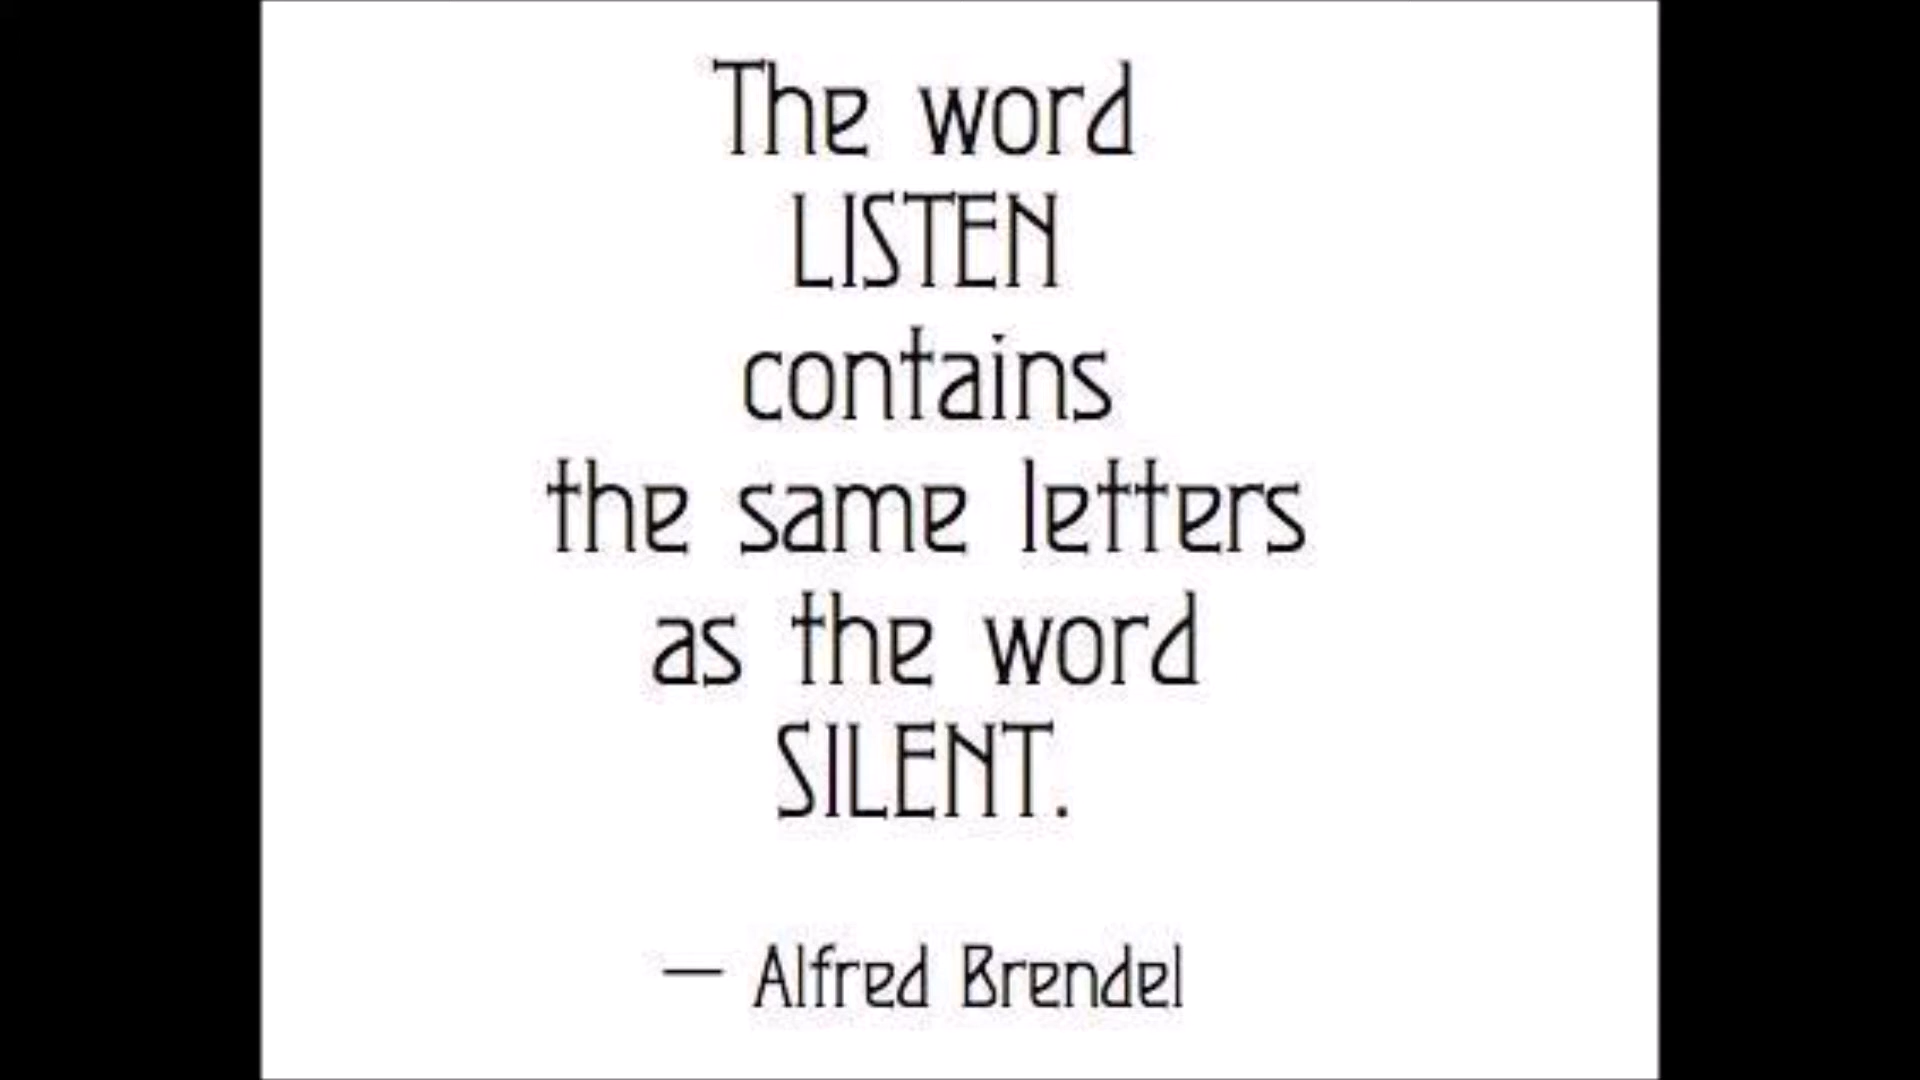 The word
LISTEN
contains
the same letters
as the word
SILENT.
— Alfred Brendel